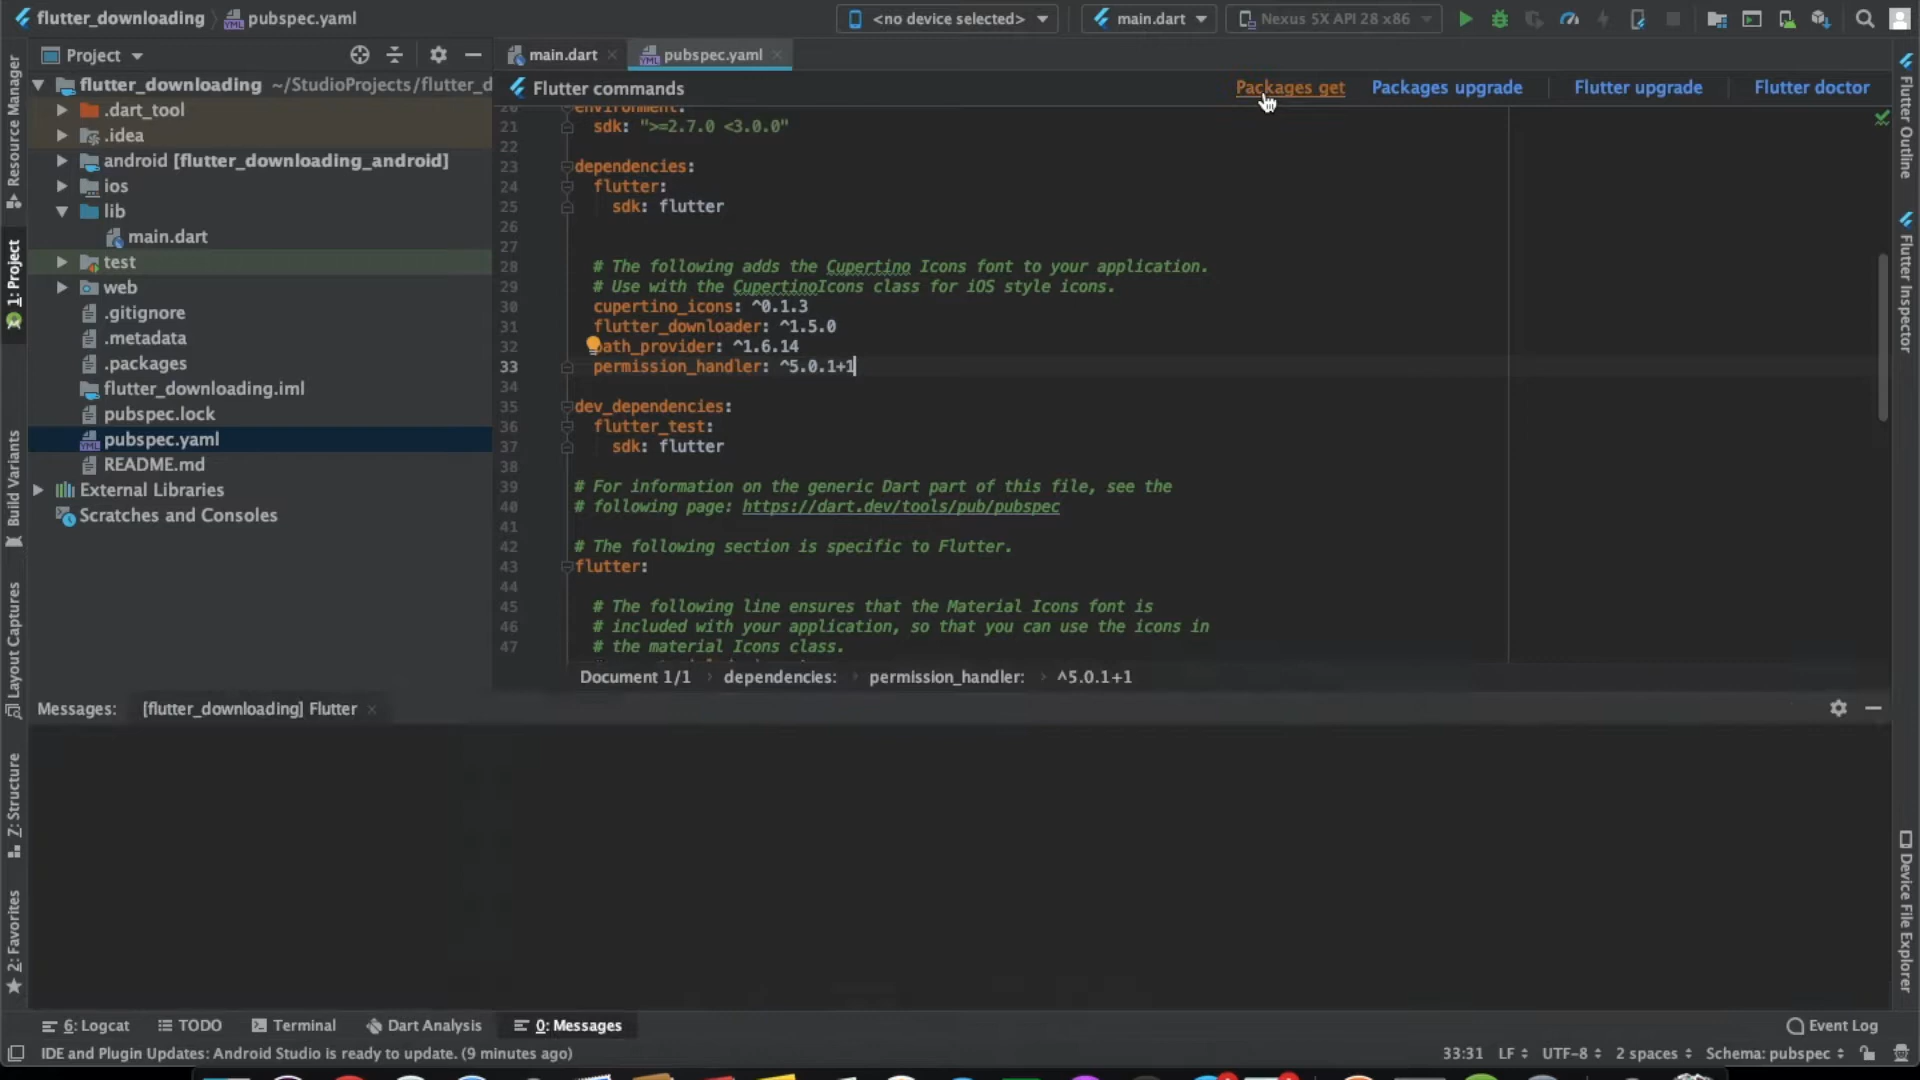 flutter_downloading
pubspec.yaml
<no device selected>
main.dart
Nexus 5X API 28 x86
Project
main.dart
pubspec.yaml
flutter_downloading ~/StudioProjects/flutter_d
.dart_tool
.idea
android [flutter_downloading_android]
ios
lib
main.dart
test
web
.gitignore
.metadata
.packages
flutter_downloading.iml
pubspec.lock
pubspec.yaml
README.md
External Libraries
Scratches and Consoles
Resource Manager
1: Project
Build Variants
Layout Captures
Z: Structure
2: Favorites
Flutter commands
Packages get
Packages upgrade
Flutter upgrade
Flutter doctor
20 environment:
21 sdk: ">=2.7.0 <3.0.0"
22
23 dependencies:
24 flutter:
25 sdk: flutter
26
27
28 # The following adds the Cupertino Icons font to your application.
29 # Use with the CupertinoIcons class for iOS style icons.
30 cupertino_icons: ^0.1.3
31 flutter_downloader: ^1.5.0
32 path_provider: ^1.6.14
33 permission_handler: ^5.0.1+1
34
35 dev_dependencies:
36 flutter_test:
37 sdk: flutter
38
39 # For information on the generic Dart part of this file, see the
40 # following page: https://dart.dev/tools/pub/pubspec
41
42 # The following section is specific to Flutter.
43 flutter:
44
45 # The following line ensures that the Material Icons font is
46 # included with your application, so that you can use the icons in
47 # the material Icons class.
Document 1/1
dependencies:
permission_handler:
^5.0.1+1
Flutter Outline
Flutter Inspector
Device File Explorer
Messages:
[flutter_downloading] Flutter
6: Logcat
TODO
Terminal
Dart Analysis
0: Messages
Event Log
IDE and Plugin Updates: Android Studio is ready to update. (9 minutes ago)
33:31
LF
UTF-8
2 spaces
Schema: pubspec